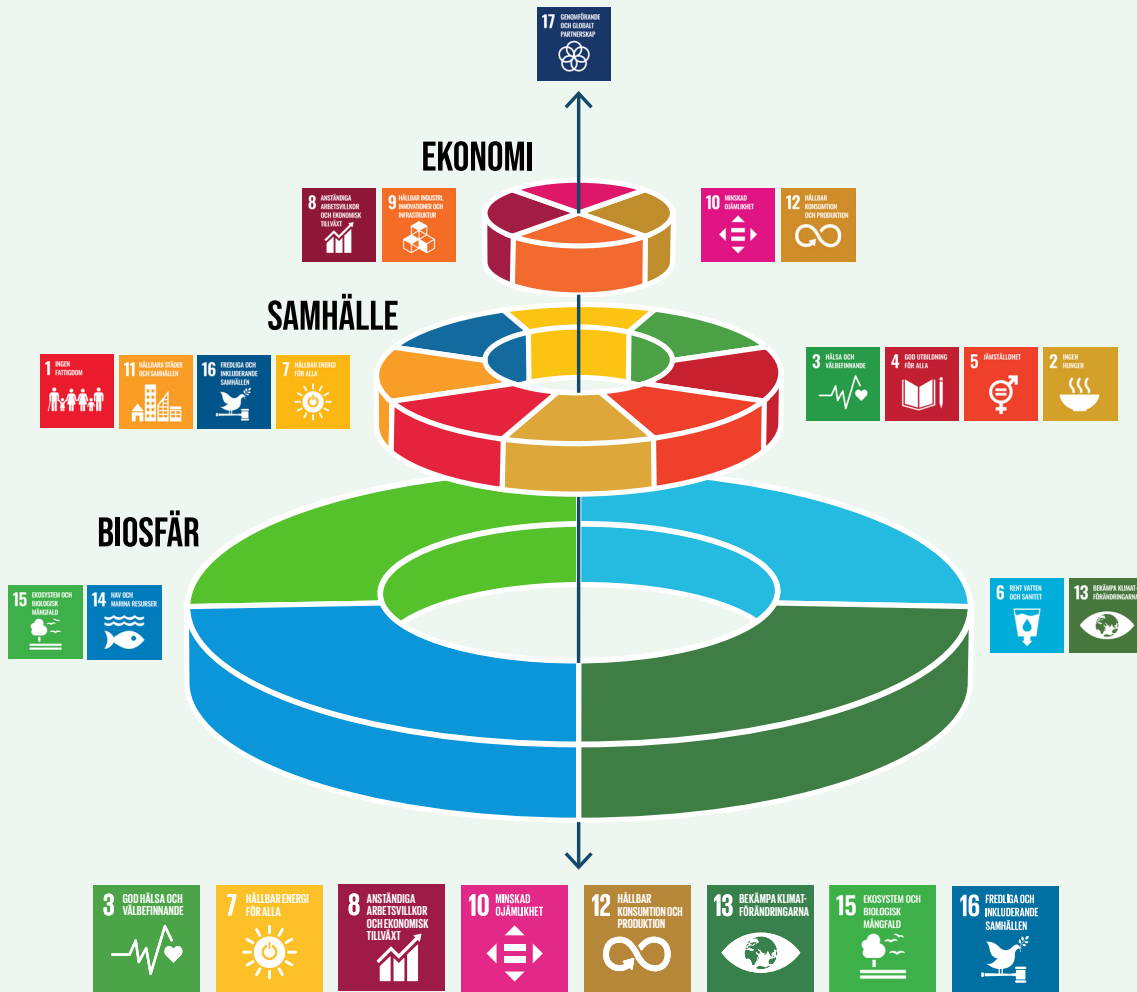 17 GENOMFÖRANDE
OCH GLOBALT
PARTNERSKAP
EKONOMI
8 ANSTÄNDIGA
ARBETSVILLKOR
OCH EKONOMISK
TILLVÄXT
9 HÅLLBAR INDUSTRI,
INNOVATIONER OCH
INFRASTRUKTUR
10 MINSKAD
OJÄMLIKHET
12 HÅLLBAR
KONSUMTION
OCH PRODUKTION
SAMHÄLLE
1 INGEN
FATTIGDOM
11 HÅLLBARA STÄDER
OCH SAMHÄLLEN
16 FREDLIGA OCH
INKLUDERANDE
SAMHÄLLEN
7 HÅLLBAR ENERGI
FÖR ALLA
3 HÄLSA OCH
VÄLBEFINNANDE
4 GOD UTBILDNING
FÖR ALLA
5 JÄMSTÄLLDHET
2 INGEN
HUNGER
BIOSFÄR
15 EKOSYSTEM OCH
BIOLOGISK
MÅNGFALD
14 HAV OCH
MARINA RESURSER
6 RENT VATTEN
OCH SANITET
13 BEKÄMPA KLIMAT-
FÖRÄNDRINGARNA
3 GOD HÄLSA OCH
VÄLBEFINNANDE
7 HÅLLBAR ENERGI
FÖR ALLA
8 ANSTÄNDIGA
ARBETSVILLKOR
OCH EKONOMISK
TILLVÄXT
10 MINSKAD
OJÄMLIKHET
12 HÅLLBAR
KONSUMTION OCH
PRODUKTION
13 BEKÄMPA KLIMAT-
FÖRÄNDRINGARNA
15 EKOSYSTEM OCH
BIOLOGISK
MÅNGFALD
16 FREDLIGA OCH
INKLUDERANDE
SAMHÄLLEN